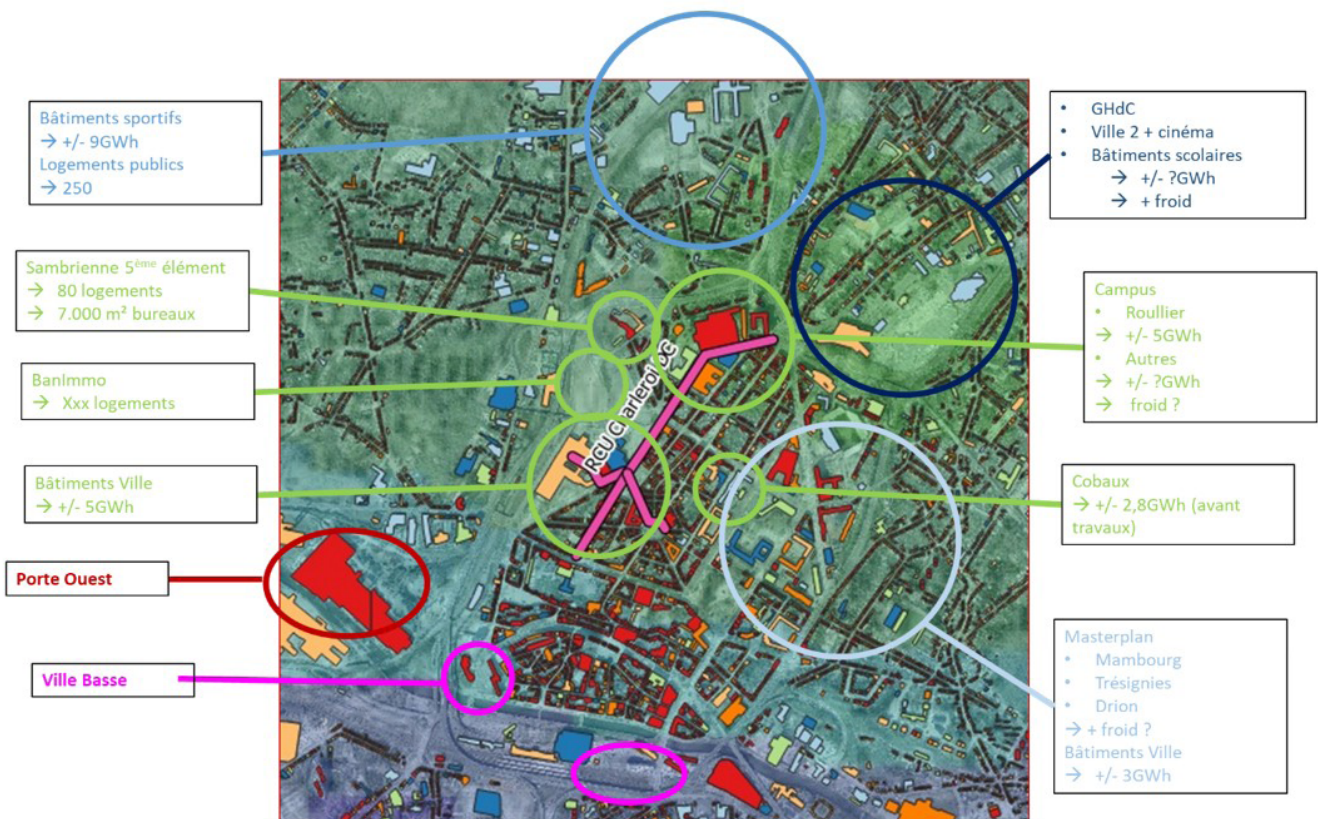 Bâtiments sportifs
→ +/- 9GWh
Logements publics
→ 250
Sambrienne 5ème élément
→ 80 logements
→ 7.000 m² bureaux
BanImmo
→ Xxx logements
Bâtiments Ville
→ +/- 5GWh
Porte Ouest
Ville Basse
RCU Charleroi DC
• GHdC
• Ville 2 + cinéma
• Bâtiments scolaires
→ +/- ?GWh
→ + froid
Campus
• Roullier
→ +/- 5GWh
• Autres
→ +/- ?GWh
→ froid ?
Cobaux
→ +/- 2,8GWh (avant
travaux)
Masterplan
• Mambourg
• Trésignies
• Drion
→ + froid ?
Bâtiments Ville
→ +/- 3GWh